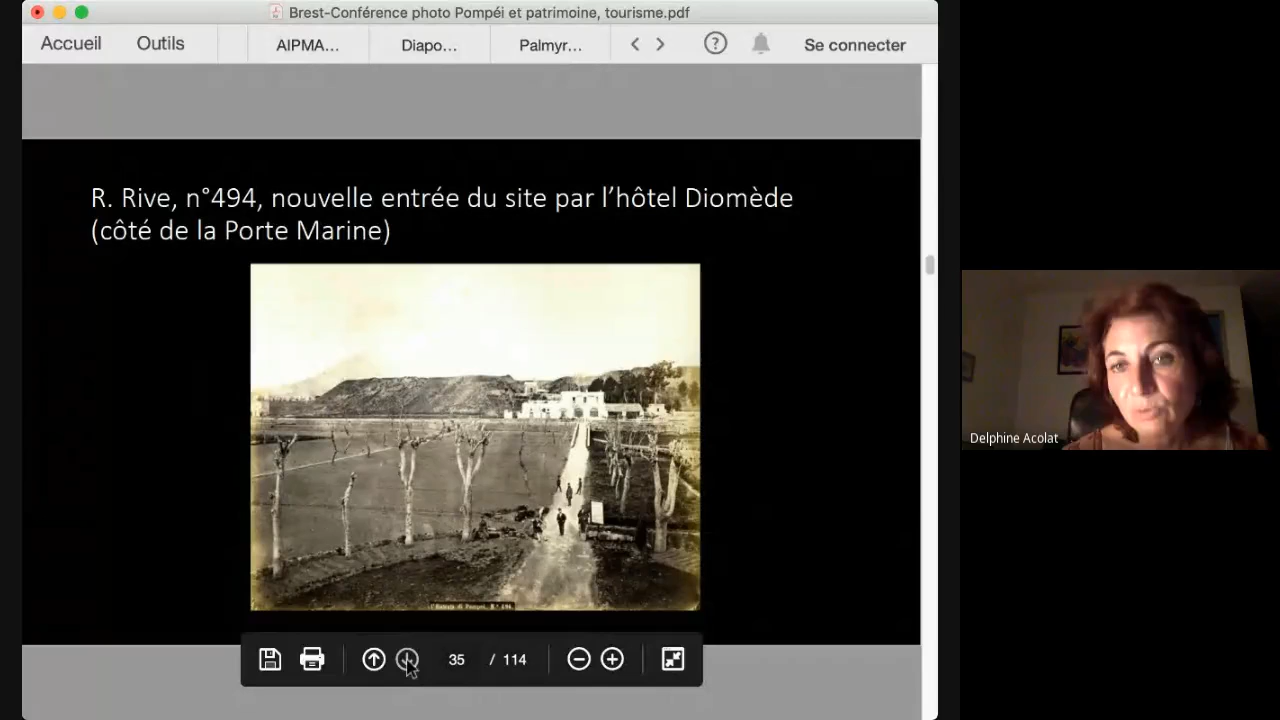 Brest-Conférence photo Pompéi et patrimoine, tourisme.pdf
Accueil Outils AIPMA... Diapo... Palmyr... Se connecter
R. Rive, n°494, nouvelle entrée du site par l’hôtel Diomède
(côté de la Porte Marine)
Delphine Acolat
35 / 114